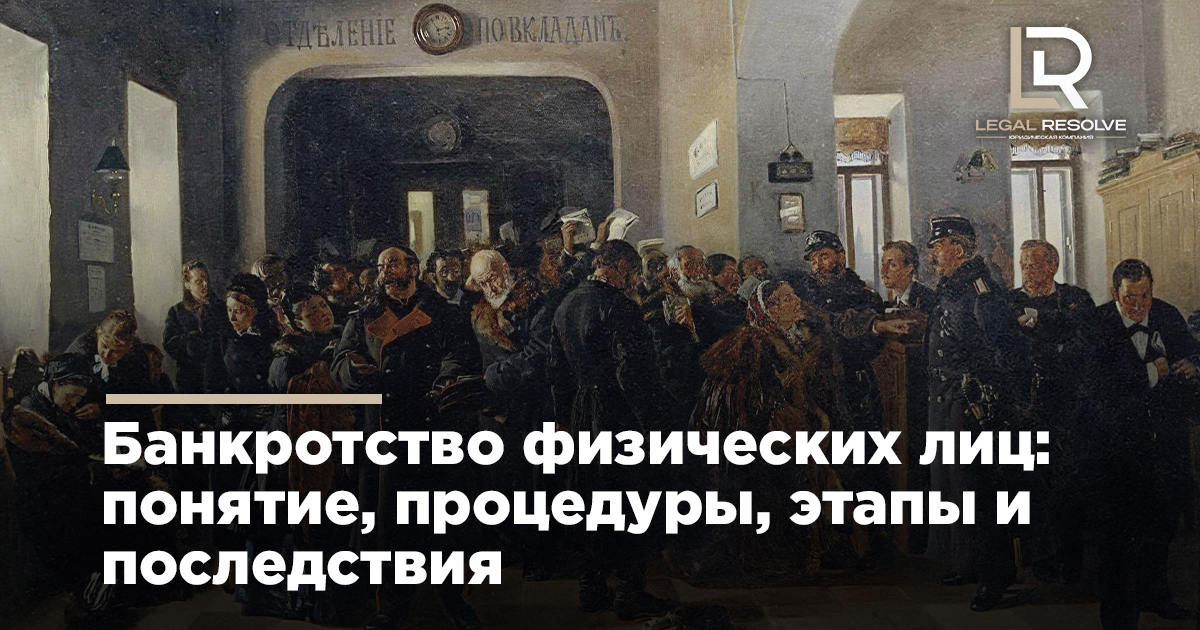 ОТДѢЛЕНІЕ ПО ВКЛАДАМЪ
LR
LEGAL RESOLVE
ЮРИДИЧЕСКАЯ КОМПАНИЯ
Банкротство физических лиц:
понятие, процедуры, этапы и
последствия